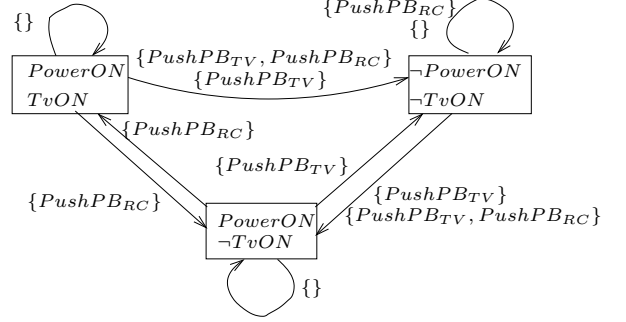 {PushPB_RC}
{}
{}
{PushPB_TV, PushPB_RC}
{PushPB_TV}
PowerON
TvON
¬PowerON
¬TvON
{PushPB_RC}
{PushPB_TV}
{PushPB_RC}
{PushPB_TV}
{PushPB_TV, PushPB_RC}
PowerON
¬TvON
{}